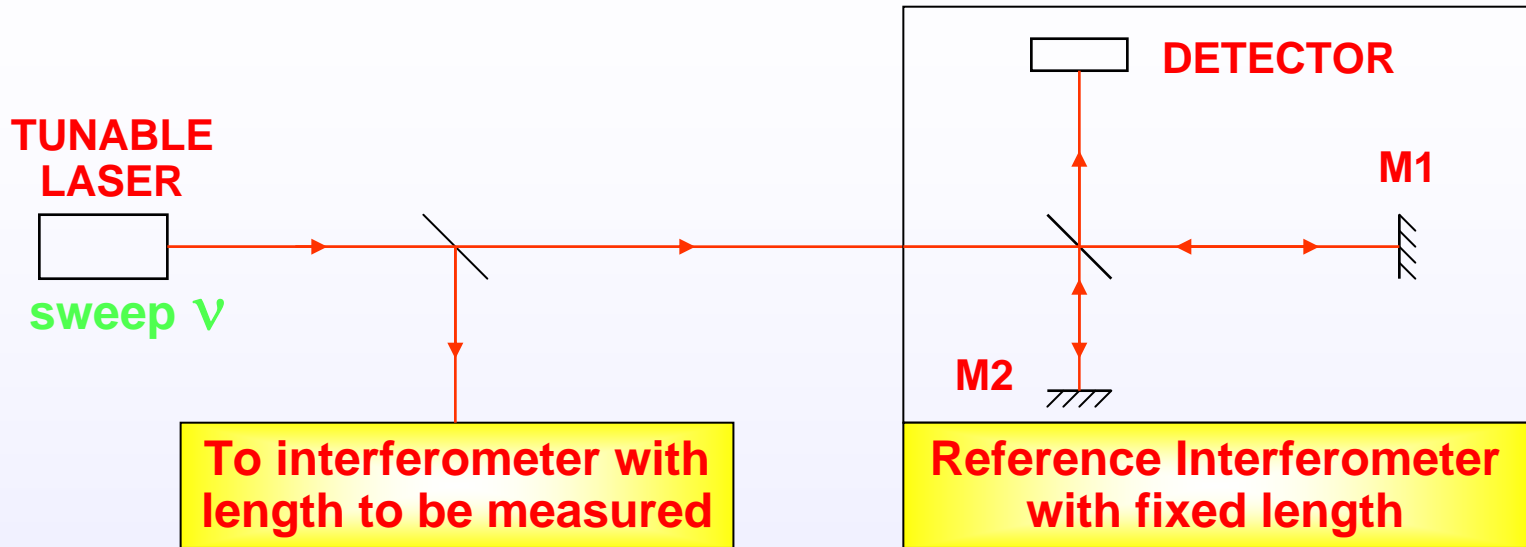 DETECTOR
TUNABLE
LASER
M1
sweep ν
M2
To interferometer with
length to be measured
Reference Interferometer
with fixed length